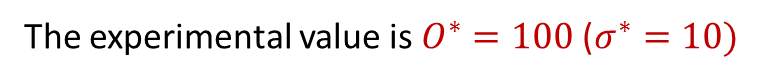 The experimental value is O* = 100 (σ* = 10)